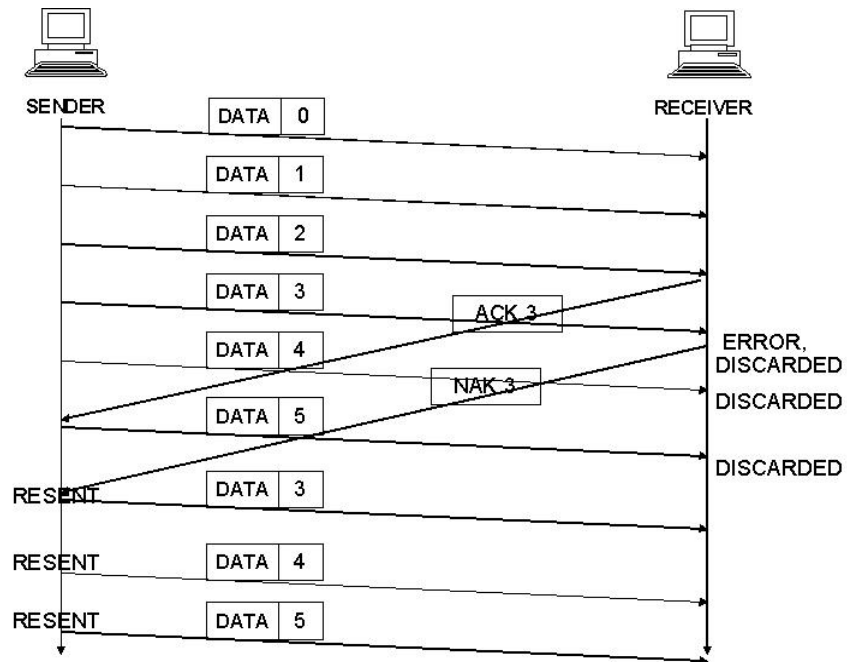 SENDER
RECEIVER
DATA 0
DATA 1
DATA 2
DATA 3
ACK 3
ERROR,
DISCARDED
DATA 4
NAK 3
DISCARDED
DATA 5
DISCARDED
RESENT DATA 3
RESENT DATA 4
RESENT DATA 5